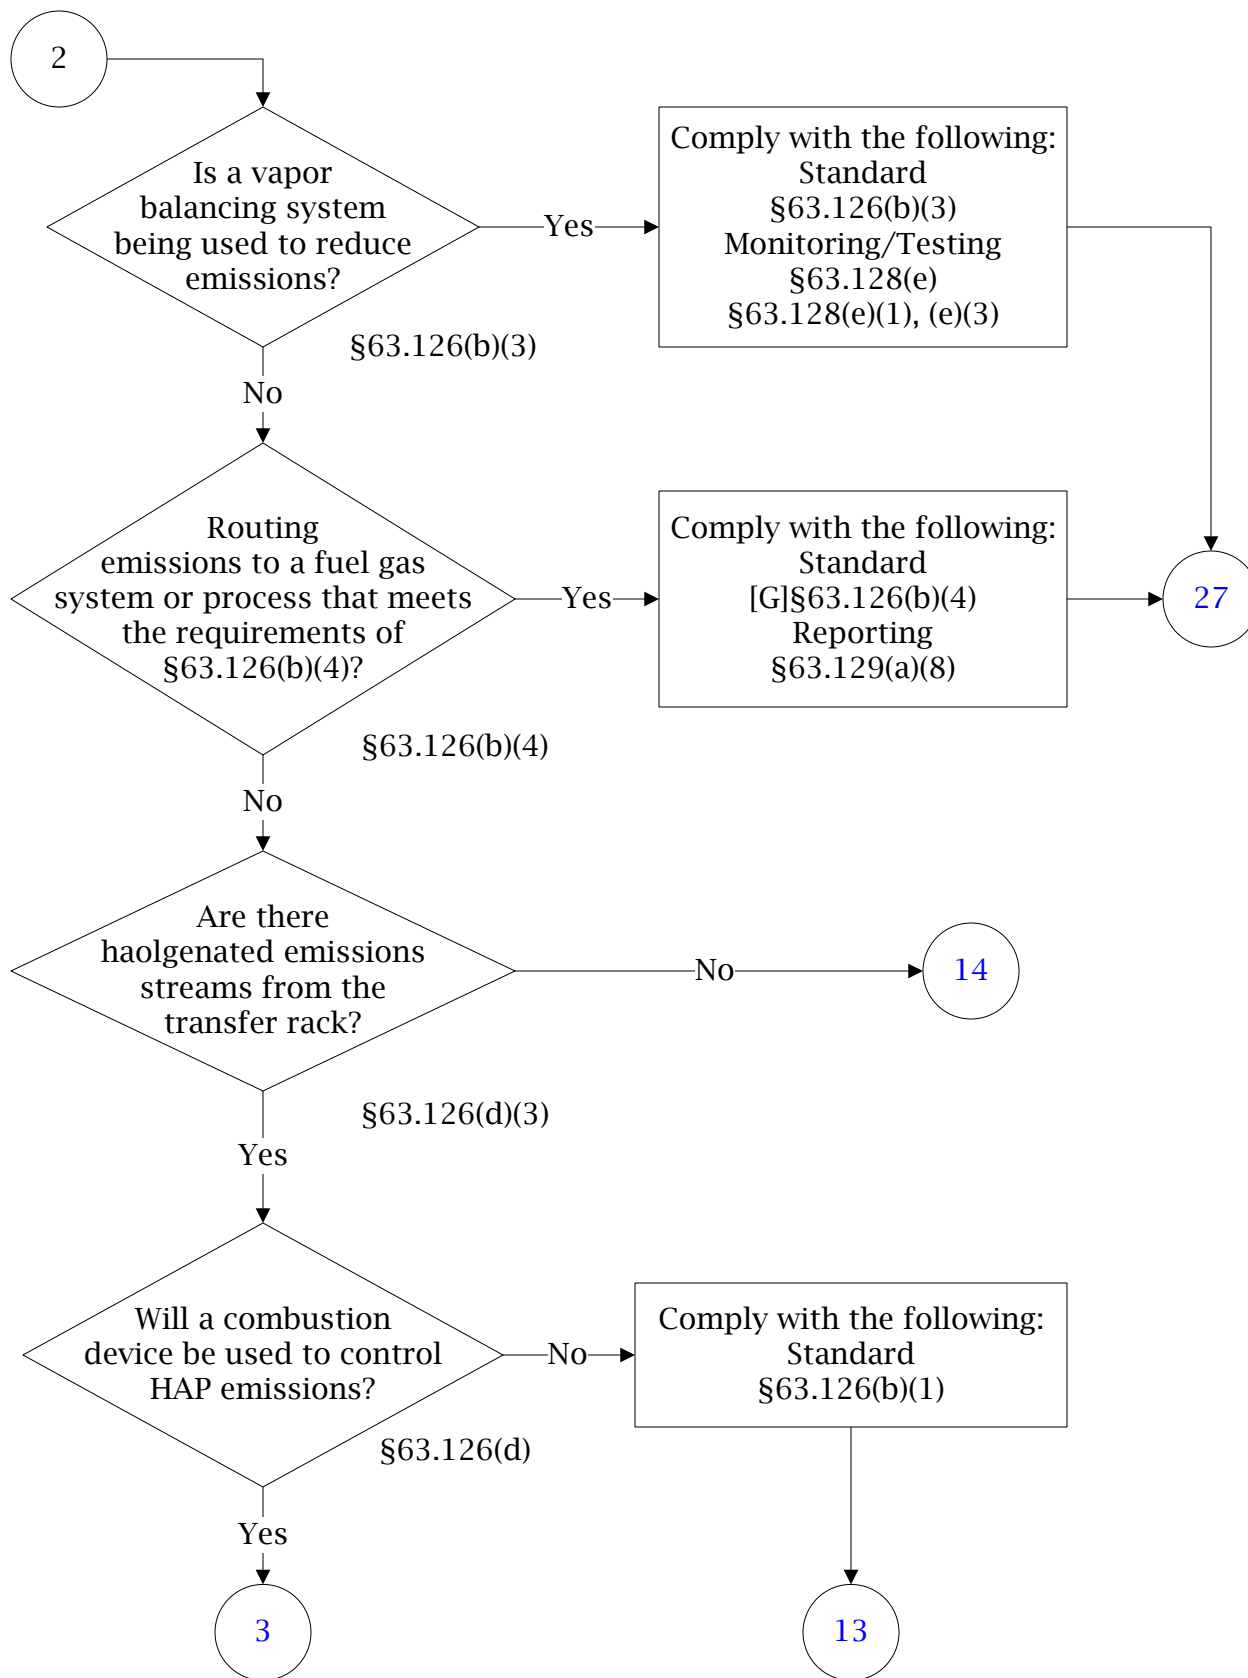 2
Is a vapor
balancing system
being used to reduce
emissions?
Yes
Comply with the following:
Standard
§63.126(b)(3)
Monitoring/Testing
§63.128(e)
§63.128(e)(1), (e)(3)
§63.126(b)(3)
No
Routing
emissions to a fuel gas
system or process that meets
the requirements of
§63.126(b)(4)?
Yes
Comply with the following:
Standard
[G]§63.126(b)(4)
Reporting
§63.129(a)(8)
27
§63.126(b)(4)
No
Are there
haolgenated emissions
streams from the
transfer rack?
No
14
§63.126(d)(3)
Yes
Will a combustion
device be used to control
HAP emissions?
No
Comply with the following:
Standard
§63.126(b)(1)
§63.126(d)
Yes
3
13